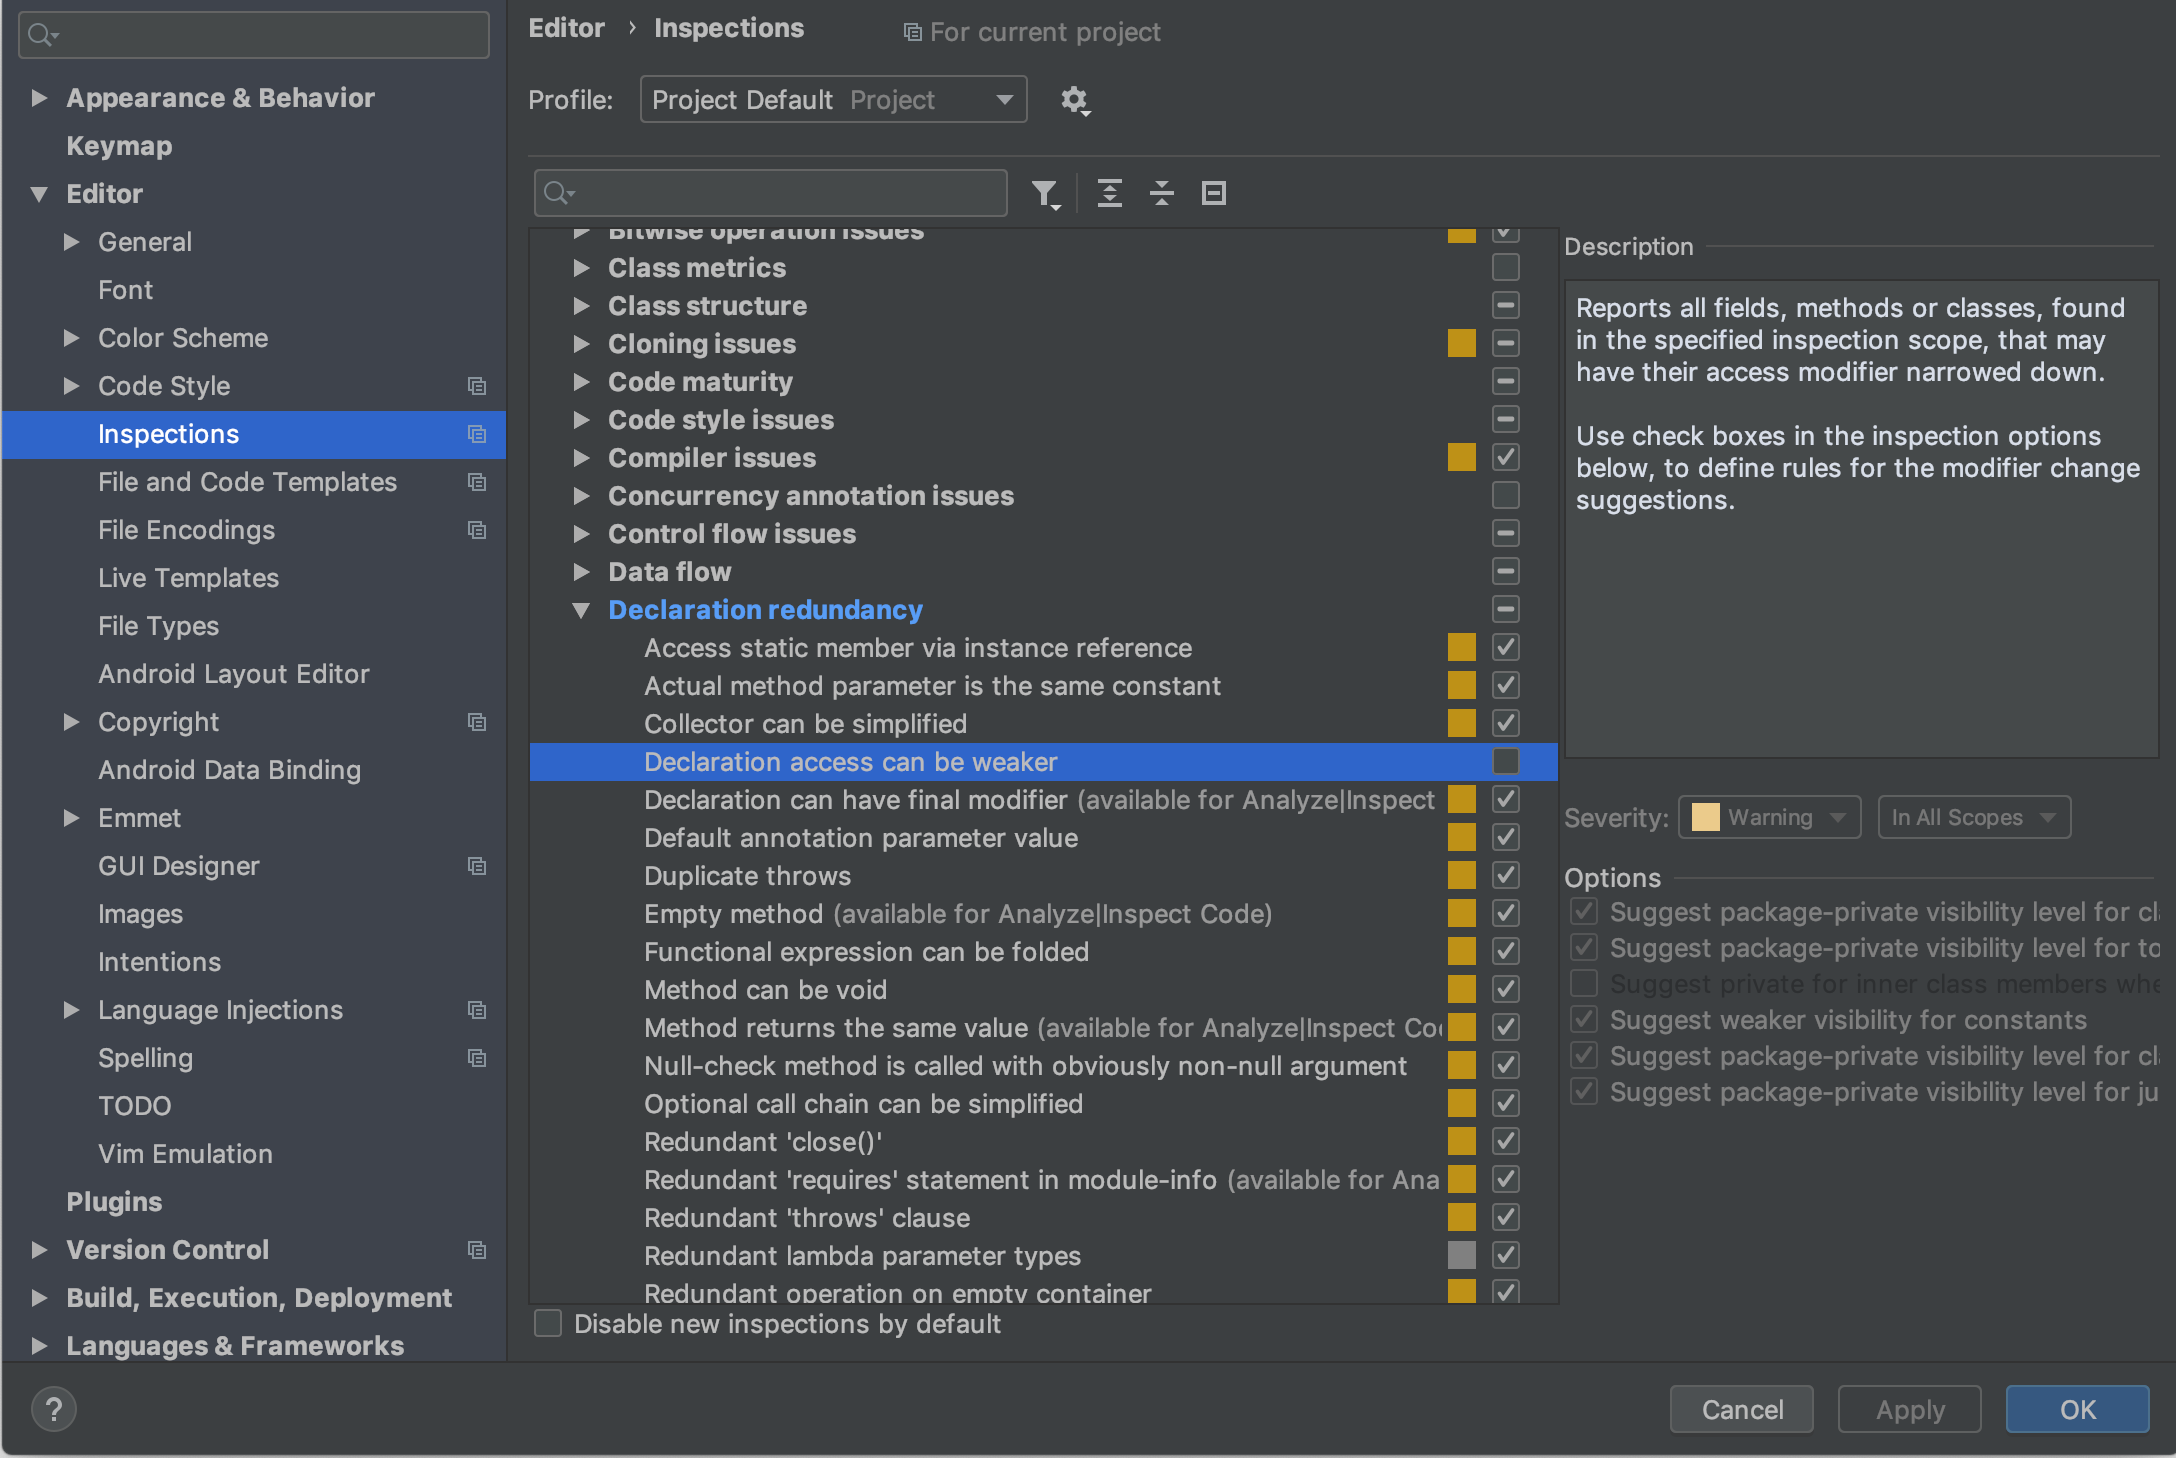 Appearance & Behavior
Keymap
Editor
General
Font
Color Scheme
Code Style
Inspections
File and Code Templates
File Encodings
Live Templates
File Types
Android Layout Editor
Copyright
Android Data Binding
Emmet
GUI Designer
Images
Intentions
Language Injections
Spelling
TODO
Vim Emulation
Plugins
Version Control
Build, Execution, Deployment
Languages & Frameworks
Editor › Inspections For current project
Profile: Project Default Project
Bitwise operation issues
Class metrics
Class structure
Cloning issues
Code maturity
Code style issues
Compiler issues
Concurrency annotation issues
Control flow issues
Data flow
Declaration redundancy
Access static member via instance reference
Actual method parameter is the same constant
Collector can be simplified
Declaration access can be weaker
Declaration can have final modifier (available for Analyze|Inspect
Default annotation parameter value
Duplicate throws
Empty method (available for Analyze|Inspect Code)
Functional expression can be folded
Method can be void
Method returns the same value (available for Analyze|Inspect
Null-check method is called with obviously non-null argument
Optional call chain can be simplified
Redundant 'close()'
Redundant 'requires' statement in module-info (available for Ana
Redundant 'throws' clause
Redundant lambda parameter types
Redundant operation on empty container
Disable new inspections by default
Description
Reports all fields, methods or classes, found
in the specified inspection scope, that may
have their access modifier narrowed down.
Use check boxes in the inspection options
below, to define rules for the modifier change
suggestions.
Severity: Warning In All Scopes
Options
Suggest package-private visibility level for
Suggest package-private visibility level for to
Suggest private for inner class members whe
Suggest weaker visibility for constants
Suggest package-private visibility level for
Suggest package-private visibility level for ju
?
Cancel
Apply
OK